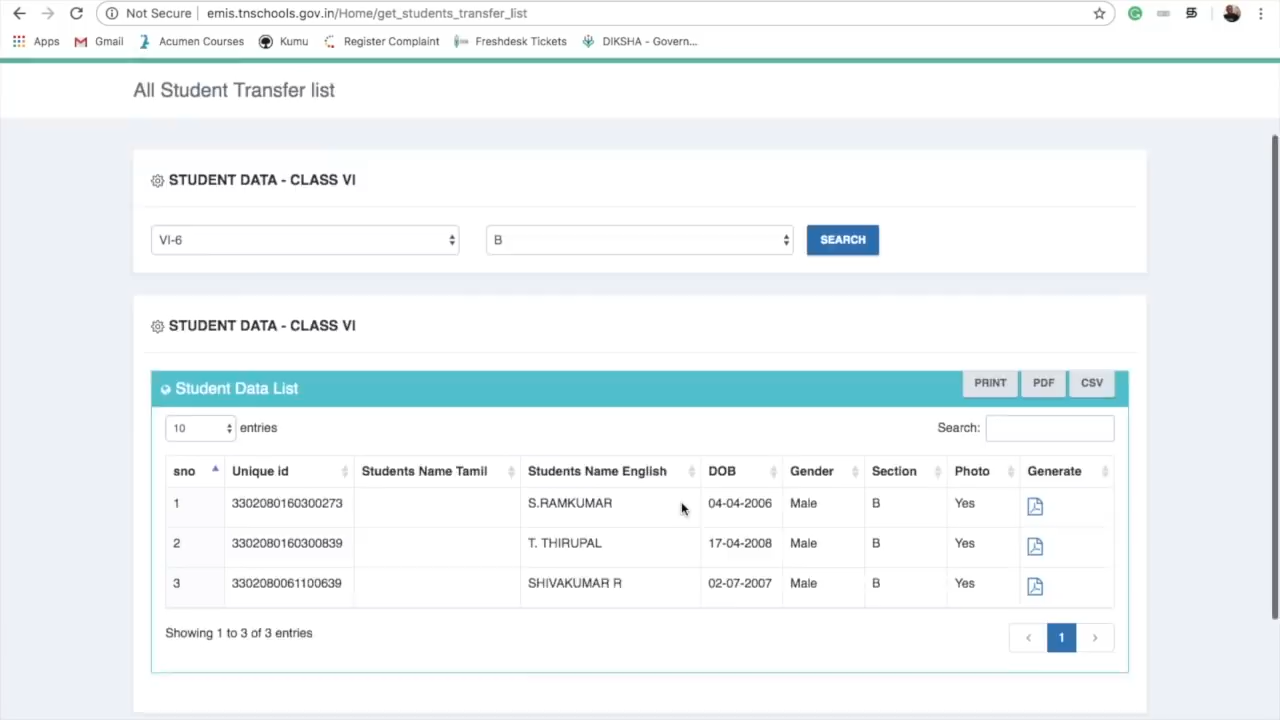 Not Secure | emis.tnschools.gov.in/Home/get_students_transfer_list
Apps Gmail Acumen Courses Kumu Register Complaint Freshdesk Tickets DIKSHA - Govern...
All Student Transfer list
STUDENT DATA - CLASS VI
VI-6 B SEARCH
STUDENT DATA - CLASS VI
Student Data List PRINT PDF CSV
10 entries Search:
sno Unique id Students Name Tamil Students Name English DOB Gender Section Photo Generate
1 3302080160300273 S.RAMKUMAR 04-04-2006 Male B Yes
2 3302080160300839 T. THIRUPAL 17-04-2008 Male B Yes
3 3302080061100639 SHIVAKUMAR R 02-07-2007 Male B Yes
Showing 1 to 3 of 3 entries < 1 >